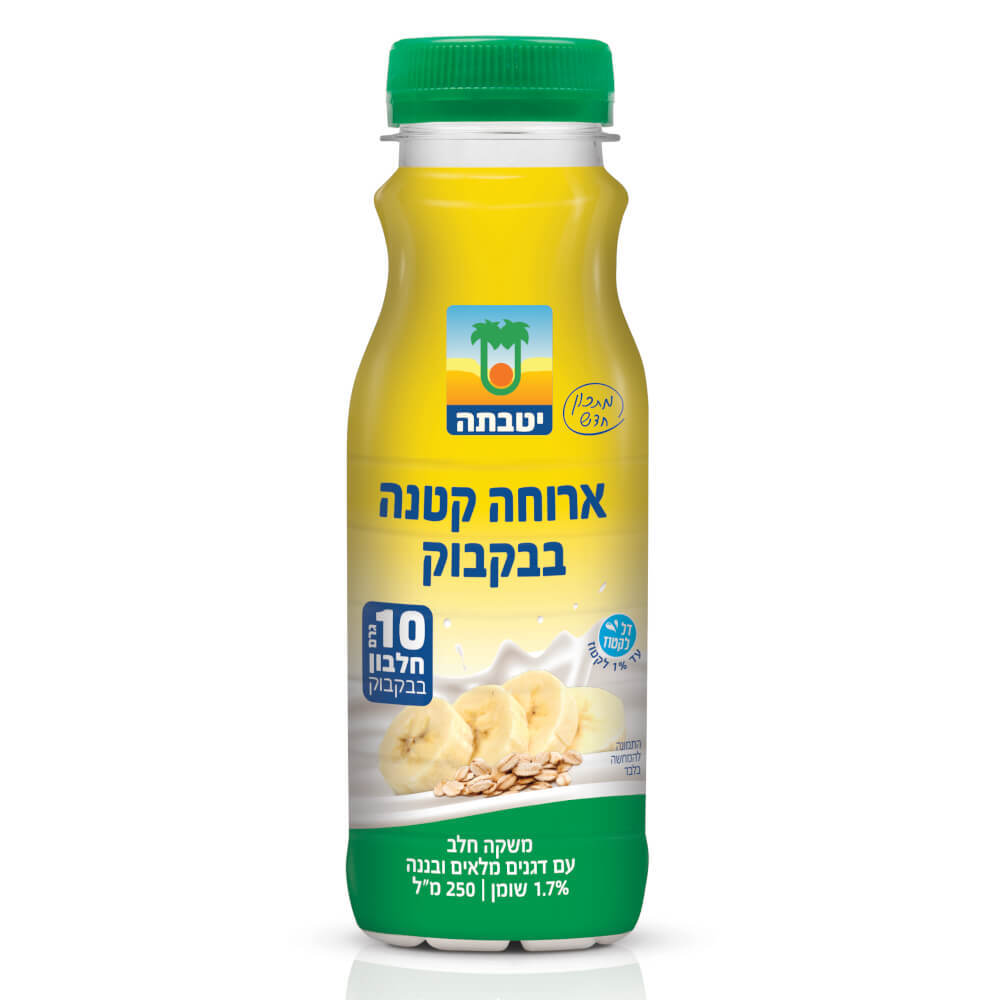 יטבתה
מתכון
חדש
ארוחה קטנה
בבקבוק
10 גרם
חלבון
בבקבוק
דל
לקטוז
עד 1% לקטוז
התמונה
להמחשה
בלבד
משקה חלב
עם דגנים מלאים ובננה
1.7% שומן | 250 מ"ל